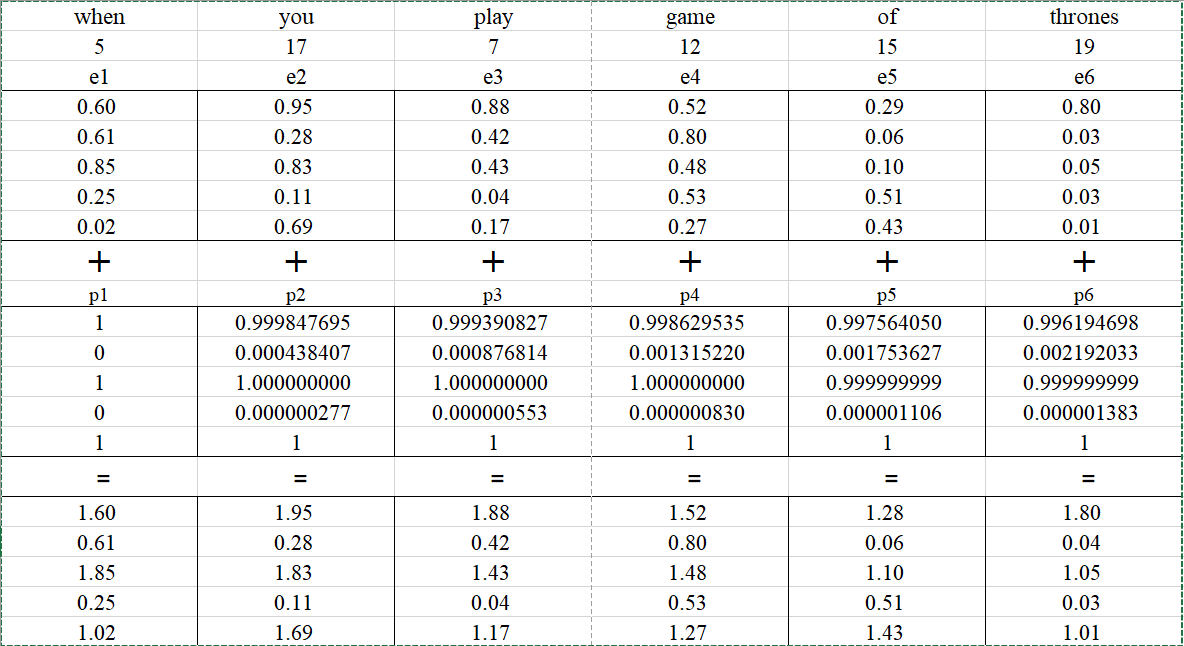 when you play game of thrones
5 17 7 12 15 19
e1 e2 e3 e4 e5 e6
0.60 0.95 0.88 0.52 0.29 0.80
0.61 0.28 0.42 0.80 0.06 0.03
0.85 0.83 0.43 0.48 0.10 0.05
0.25 0.11 0.04 0.53 0.51 0.03
0.02 0.69 0.17 0.27 0.43 0.01
+ + + + + +
p1 p2 p3 p4 p5 p6
1 0.999847695 0.999390827 0.998629535 0.997564050 0.996194698
0 0.000438407 0.000876814 0.001315220 0.001753627 0.002192033
1 1.000000000 1.000000000 1.000000000 0.999999999 0.999999999
0 0.000000277 0.000000553 0.000000830 0.000001106 0.000001383
1 1 1 1 1 1
= = = = = =
1.60 1.95 1.88 1.52 1.28 1.80
0.61 0.28 0.42 0.80 0.06 0.04
1.85 1.83 1.43 1.48 1.10 1.05
0.25 0.11 0.04 0.53 0.51 0.03
1.02 1.69 1.17 1.27 1.43 1.01